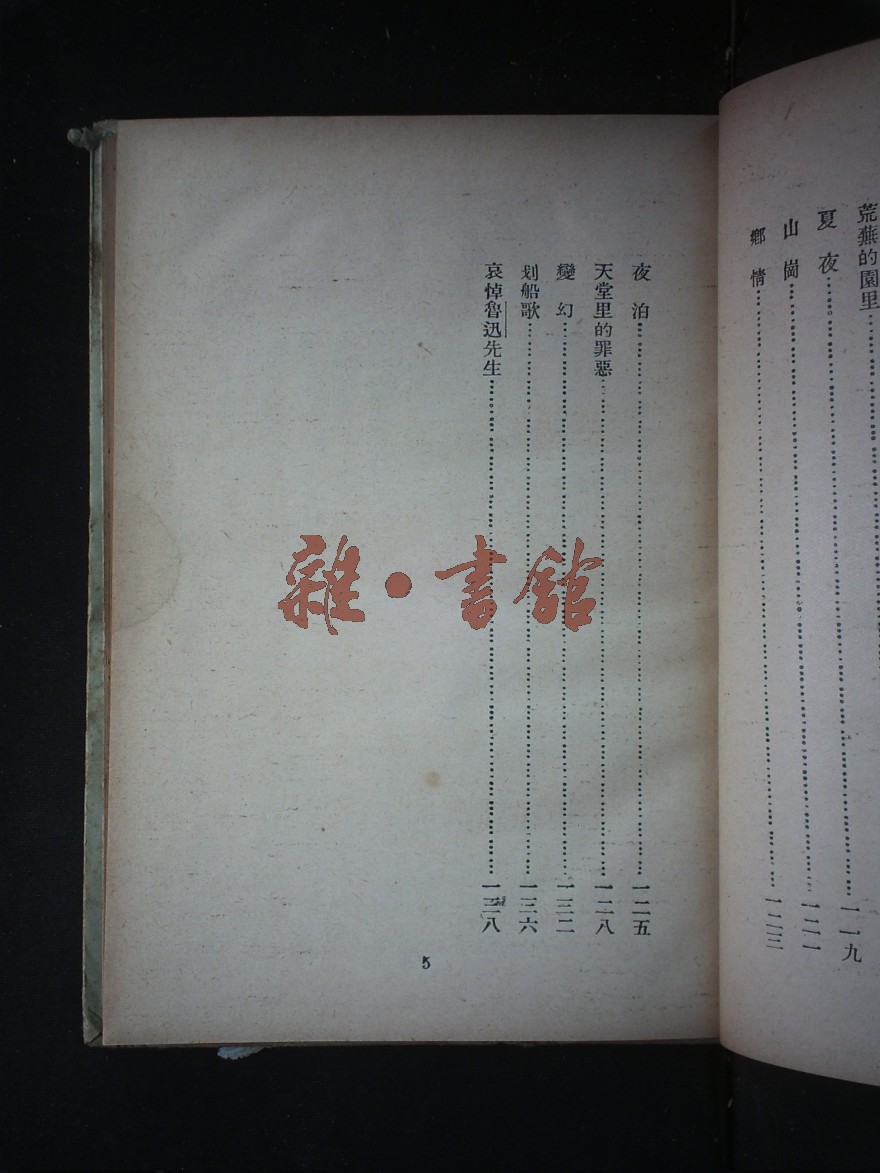 荒蕪的園里……一一九
夏夜……一二一
山崗……一二二
鄉情……一二三
夜泊……一二五
天堂里的罪惡……一二八
變幻……一三二
划船歌……一三六
哀悼魯迅先生……一三八
5
雜·書館